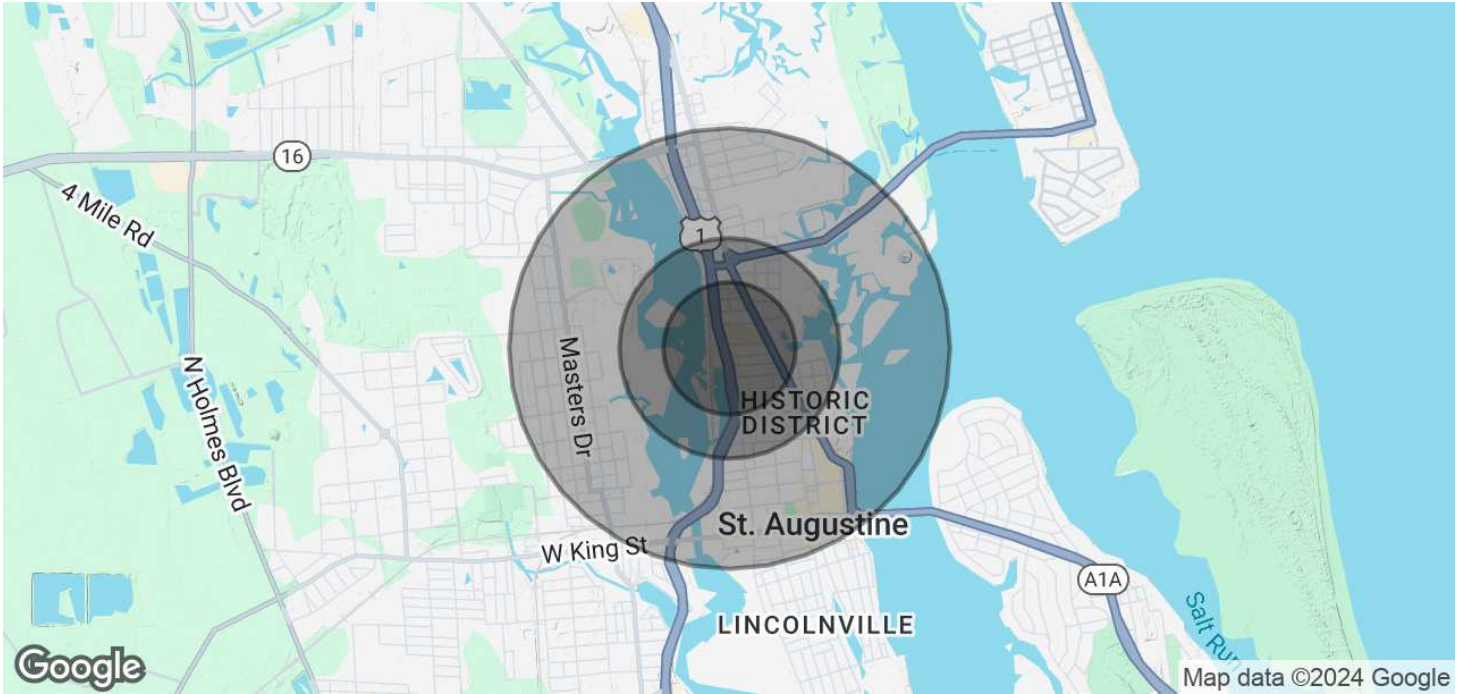 16
4 Mile Rd
1
N Holmes Blvd
Masters Dr
HISTORIC
DISTRICT
St. Augustine
W King St
A1A
Salt Run
LINCOLNVILLE
Google
Map data ©2024 Google